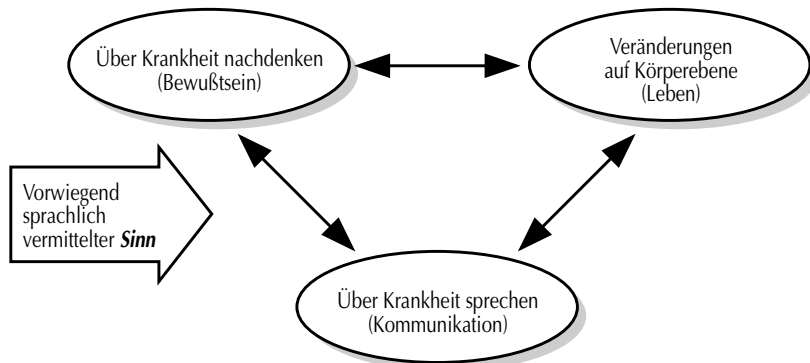 Über Krankheit nachdenken
(Bewußtsein)
Veränderungen
auf Körperebene
(Leben)
Vorwiegend
sprachlich
vermittelter Sinn
Über Krankheit sprechen
(Kommunikation)